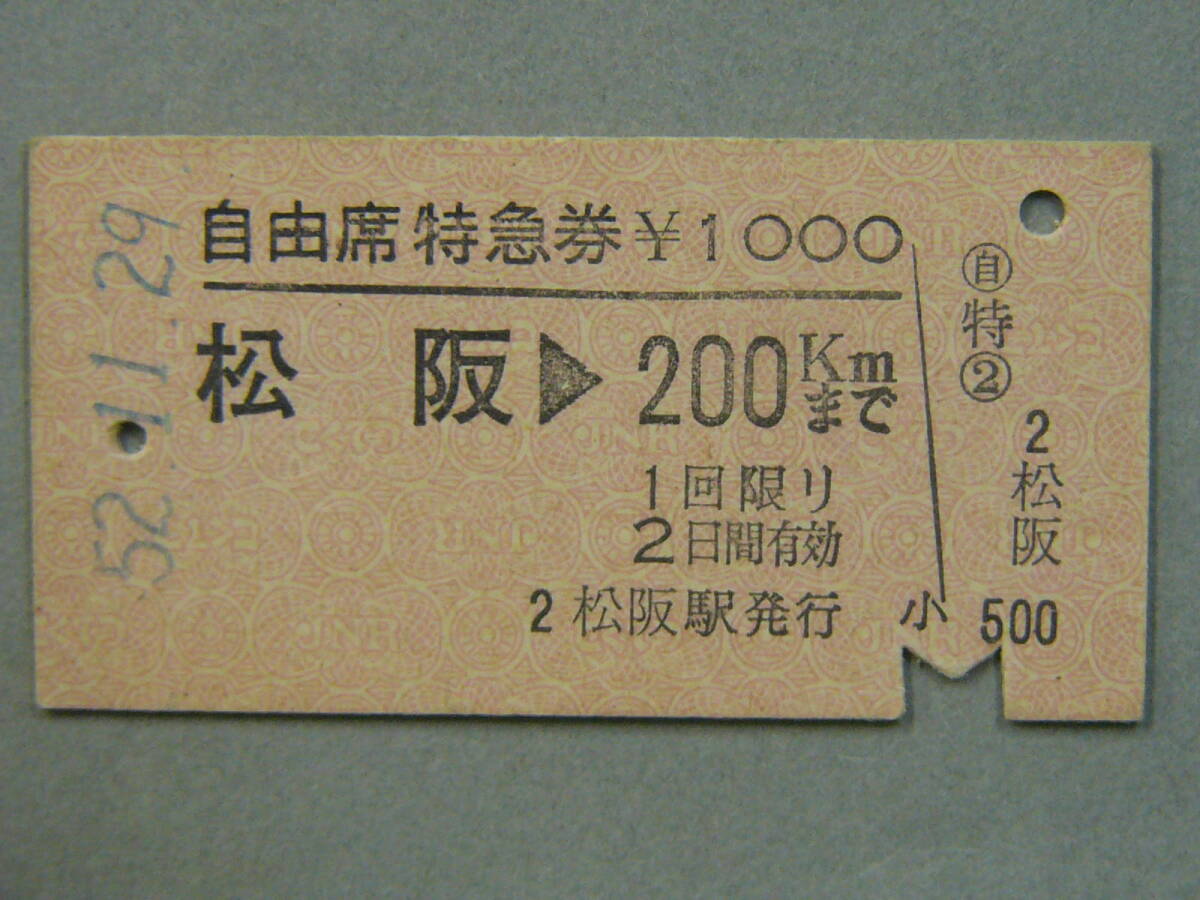 52.11.29
自由席特急券 ¥1000
松阪▶200Kmまで
1回限り
2日間有効
2 松阪駅発行
小 500
㊀特②
2 松阪